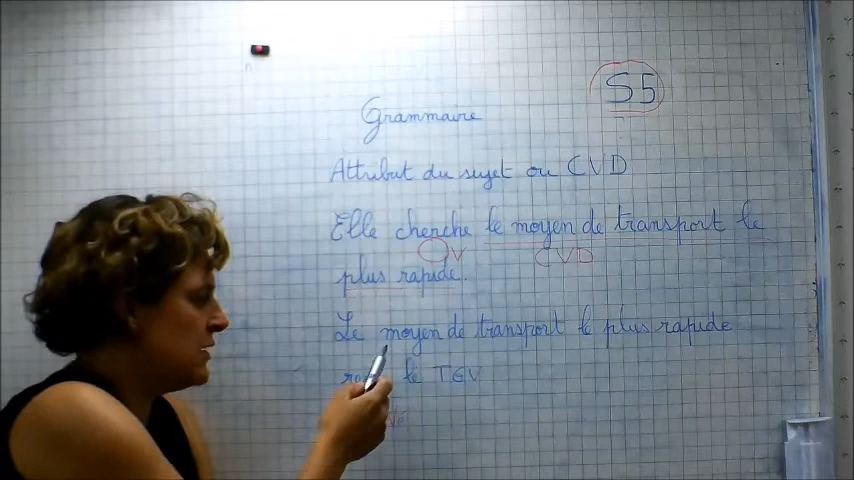 S5
Grammaire
Attribut du sujet ou CVD
Elle cherche le moyen de transport le
V CVD
plus rapide.
Le moyen de transport le plus rapide
le TGV